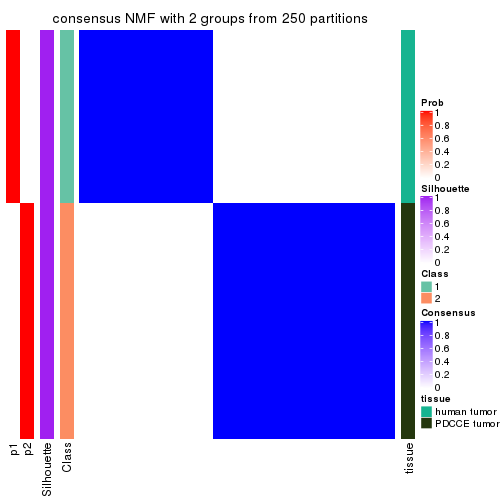 consensus NMF with 2 groups from 250 partitions
Prob
1
0.8
0.6
0.4
0.2
0
Silhouette
1
0.8
0.6
0.4
0.2
0
Class
1
2
Consensus
1
0.8
0.6
0.4
0.2
0
tissue
human tumor
PDCCE tumor
p1
p2
Silhouette
Class
tissue